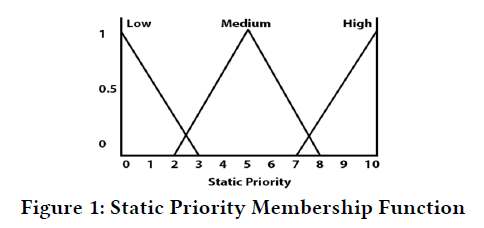 Low Medium High
1
0.5
0
0 1 2 3 4 5 6 7 8 9 10
Static Priority
Figure 1: Static Priority Membership Function